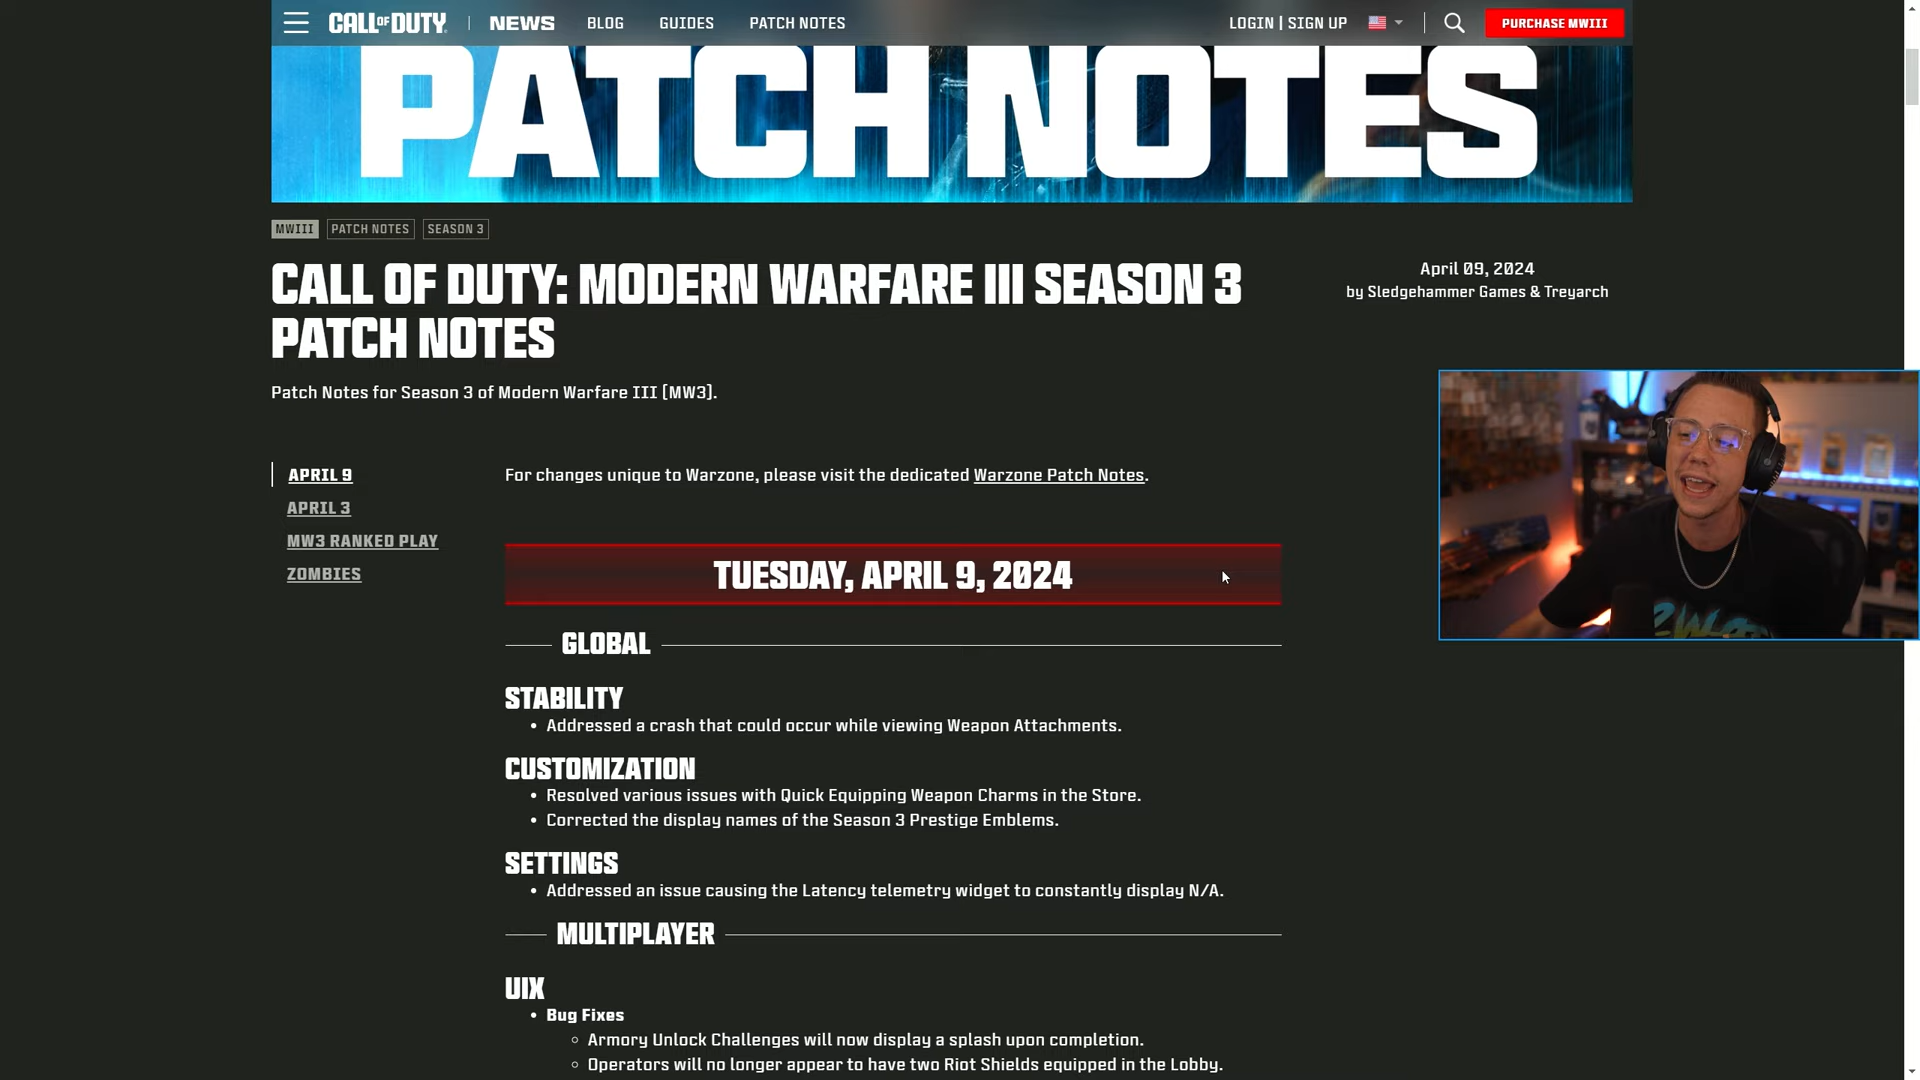 CALL OF DUTY
NEWS
BLOG
GUIDES
PATCH NOTES
LOGIN | SIGN UP
PURCHASE MWIII
PATCH NOTES
MWIII
PATCH NOTES
SEASON 3
CALL OF DUTY: MODERN WARFARE III SEASON 3
PATCH NOTES
April 09, 2024
by Sledgehammer Games & Treyarch
Patch Notes for Season 3 of Modern Warfare III (MW3).
APRIL 9
APRIL 3
MW3 RANKED PLAY
ZOMBIES
For changes unique to Warzone, please visit the dedicated Warzone Patch Notes.
TUESDAY, APRIL 9, 2024
GLOBAL
STABILITY
• Addressed a crash that could occur while viewing Weapon Attachments.
CUSTOMIZATION
• Resolved various issues with Quick Equipping Weapon Charms in the Store.
• Corrected the display names of the Season 3 Prestige Emblems.
SETTINGS
• Addressed an issue causing the Latency telemetry widget to constantly display N/A.
MULTIPLAYER
UIX
• Bug Fixes
◦ Armory Unlock Challenges will now display a splash upon completion.
◦ Operators will no longer appear to have two Riot Shields equipped in the Lobby.